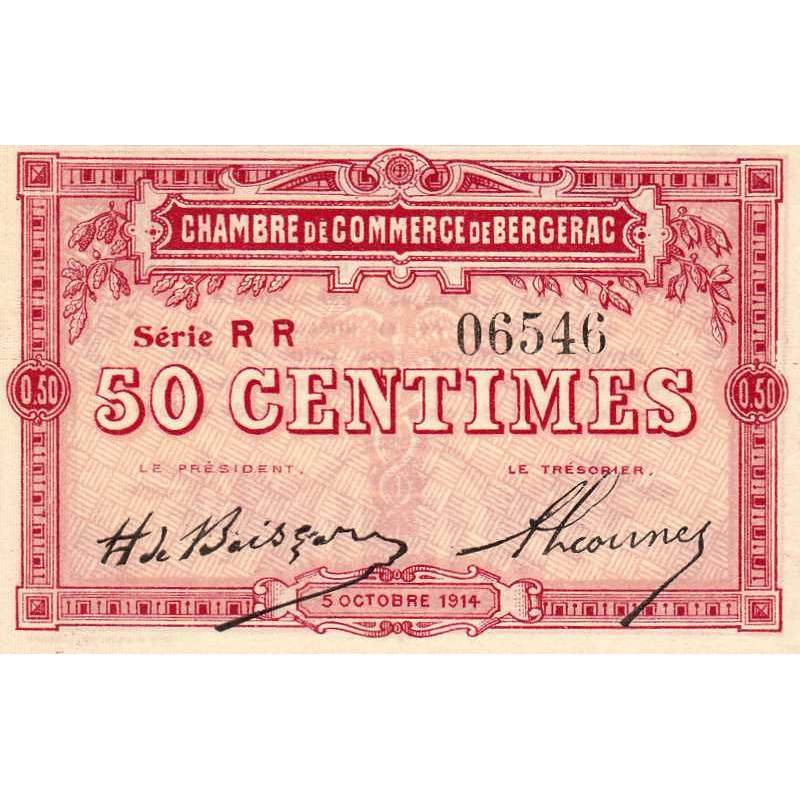 CHAMBRE DE COMMERCE DE BERGERAC
Série R R 06546
0.50 50 CENTIMES 0.50
LE PRÉSIDENT. LE TRÉSORIER.
H de
5 OCTOBRE 1914